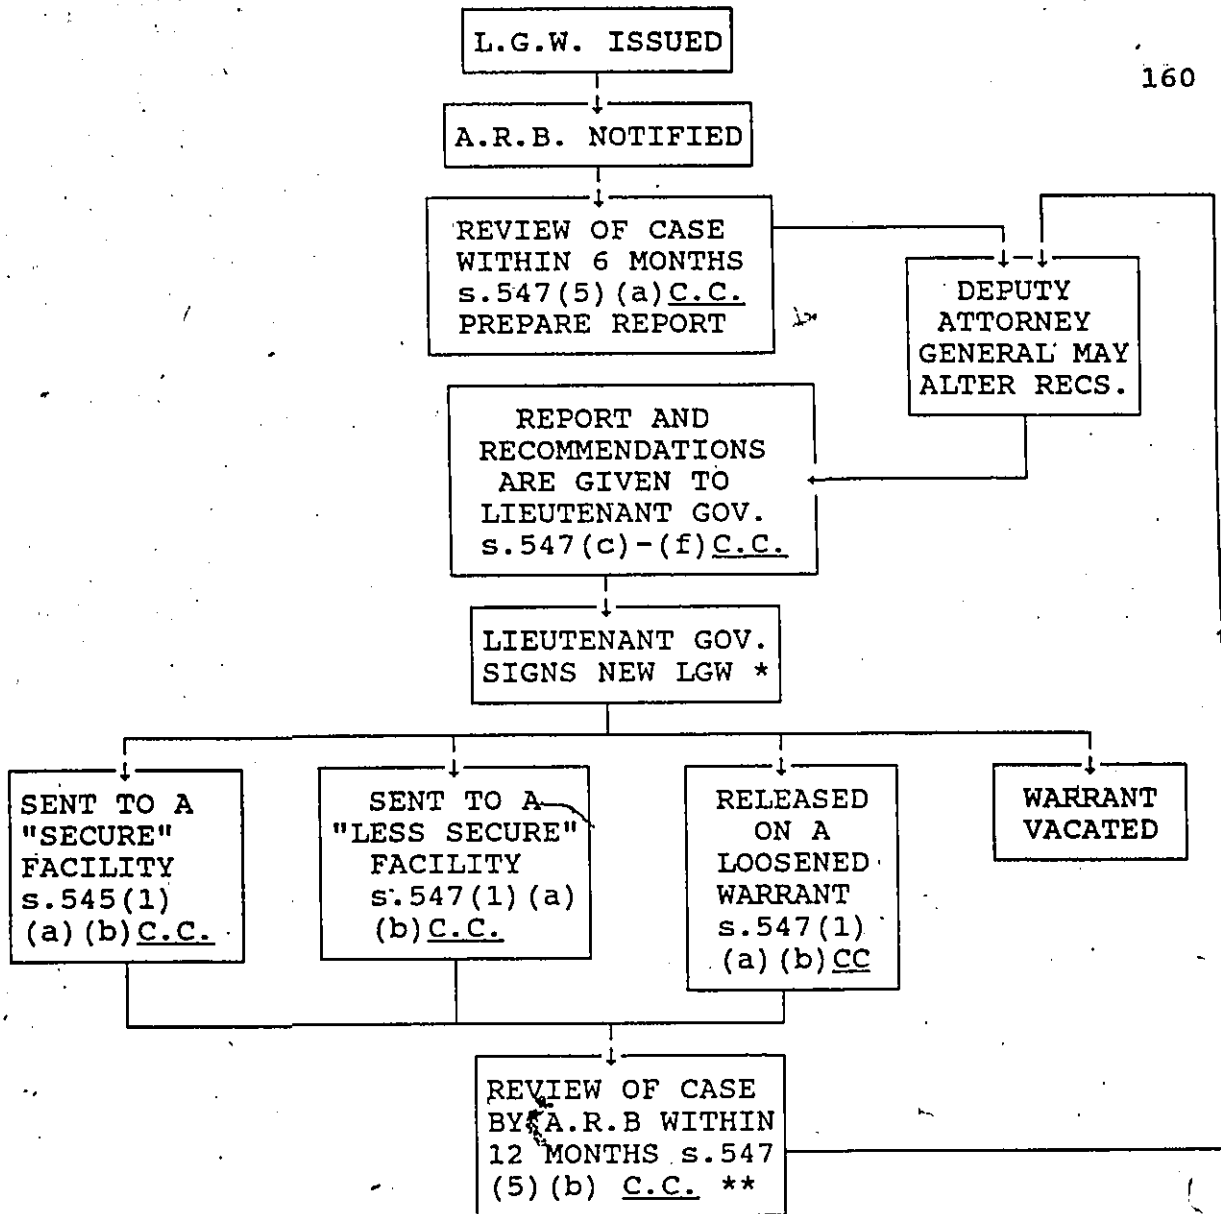 L.G.W. ISSUED
160
A.R.B. NOTIFIED
REVIEW OF CASE
WITHIN 6 MONTHS
s.547(5)(a)C.C.
PREPARE REPORT
DEPUTY
ATTORNEY
GENERAL MAY
ALTER RECS.
REPORT AND
RECOMMENDATIONS
ARE GIVEN TO
LIEUTENANT GOV.
s.547(c)-(f)C.C.
LIEUTENANT GOV.
SIGNS NEW LGW *
SENT TO A
"SECURE"
FACILITY
s.545(1)
(a)(b)C.C.
SENT TO A
"LESS SECURE"
FACILITY
s.547(1)(a)
(b)C.C.
RELEASED
ON A
LOOSENED
WARRANT
s.547(1)
(a)(b)CC
WARRANT
VACATED
REVIEW OF CASE
BY A.R.B WITHIN
12 MONTHS s.547
(5)(b) C.C. **